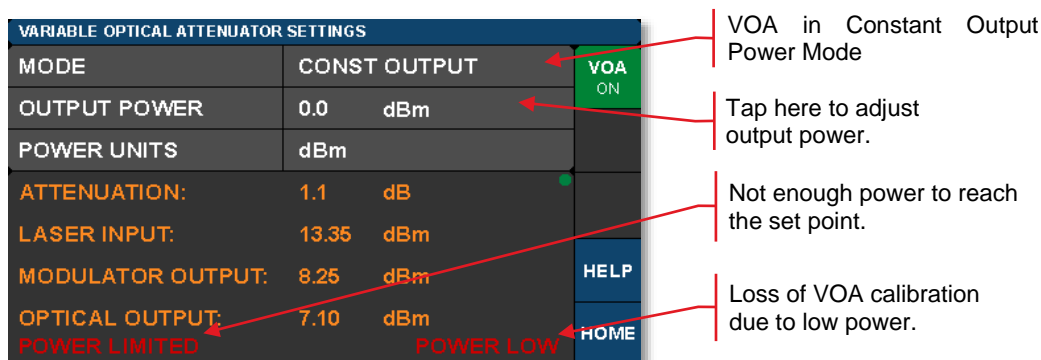 VARIABLE OPTICAL ATTENUATOR SETTINGS
MODE CONST OUTPUT
OUTPUT POWER 0.0 dBm
POWER UNITS dBm
ATTENUATION: 1.1 dB
LASER INPUT: 13.35 dBm
MODULATOR OUTPUT: 8.25 dBm
OPTICAL OUTPUT: 7.10 dBm
POWER LIMITED POWER LOW
VOA
ON
HELP
HOME
VOA in Constant Output
Power Mode
Tap here to adjust
output power.
Not enough power to reach
the set point.
Loss of VOA calibration
due to low power.